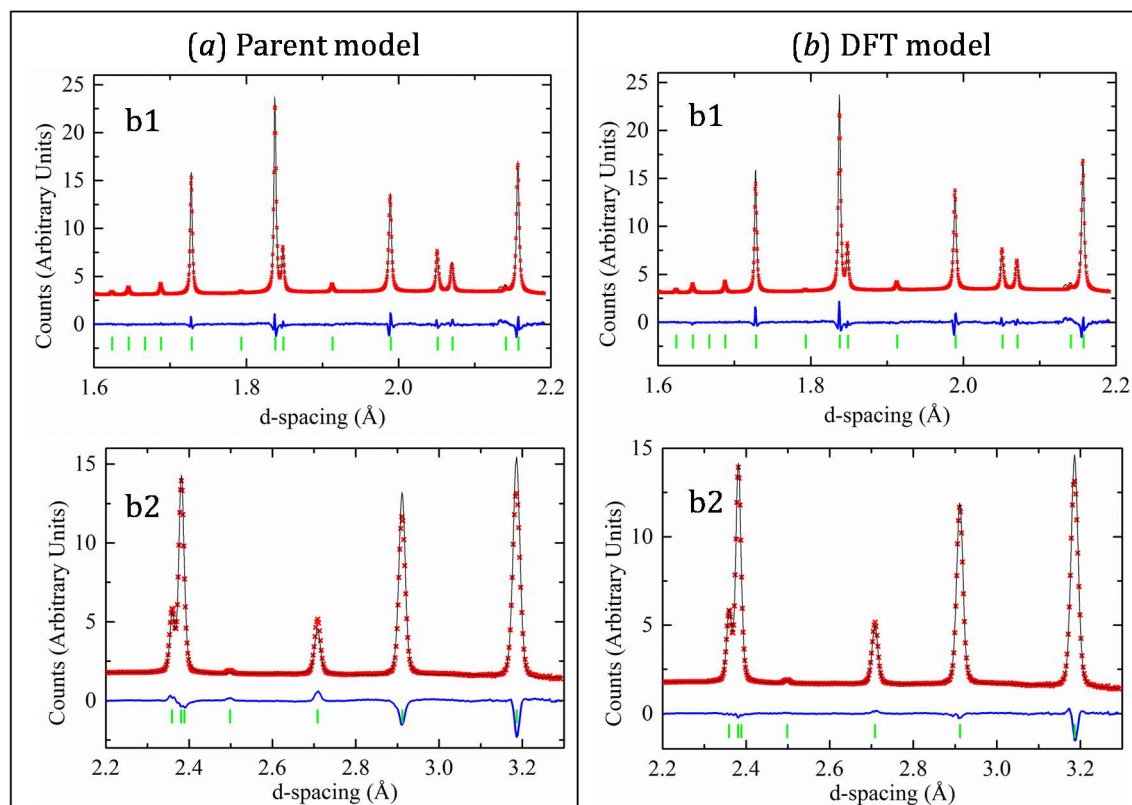 (a) Parent model
b1
25
20
15
10
5
0
Counts (Arbitrary Units)
1.6 1.8 2.0 2.2
d-spacing (Å)
b2
15
10
5
0
Counts (Arbitrary Units)
2.2 2.4 2.6 2.8 3.0 3.2
d-spacing (Å)
(b) DFT model
b1
25
20
15
10
5
0
Counts (Arbitrary Units)
1.6 1.8 2.0 2.2
d-spacing (Å)
b2
15
10
5
0
Counts (Arbitrary Units)
2.2 2.4 2.6 2.8 3.0 3.2
d-spacing (Å)